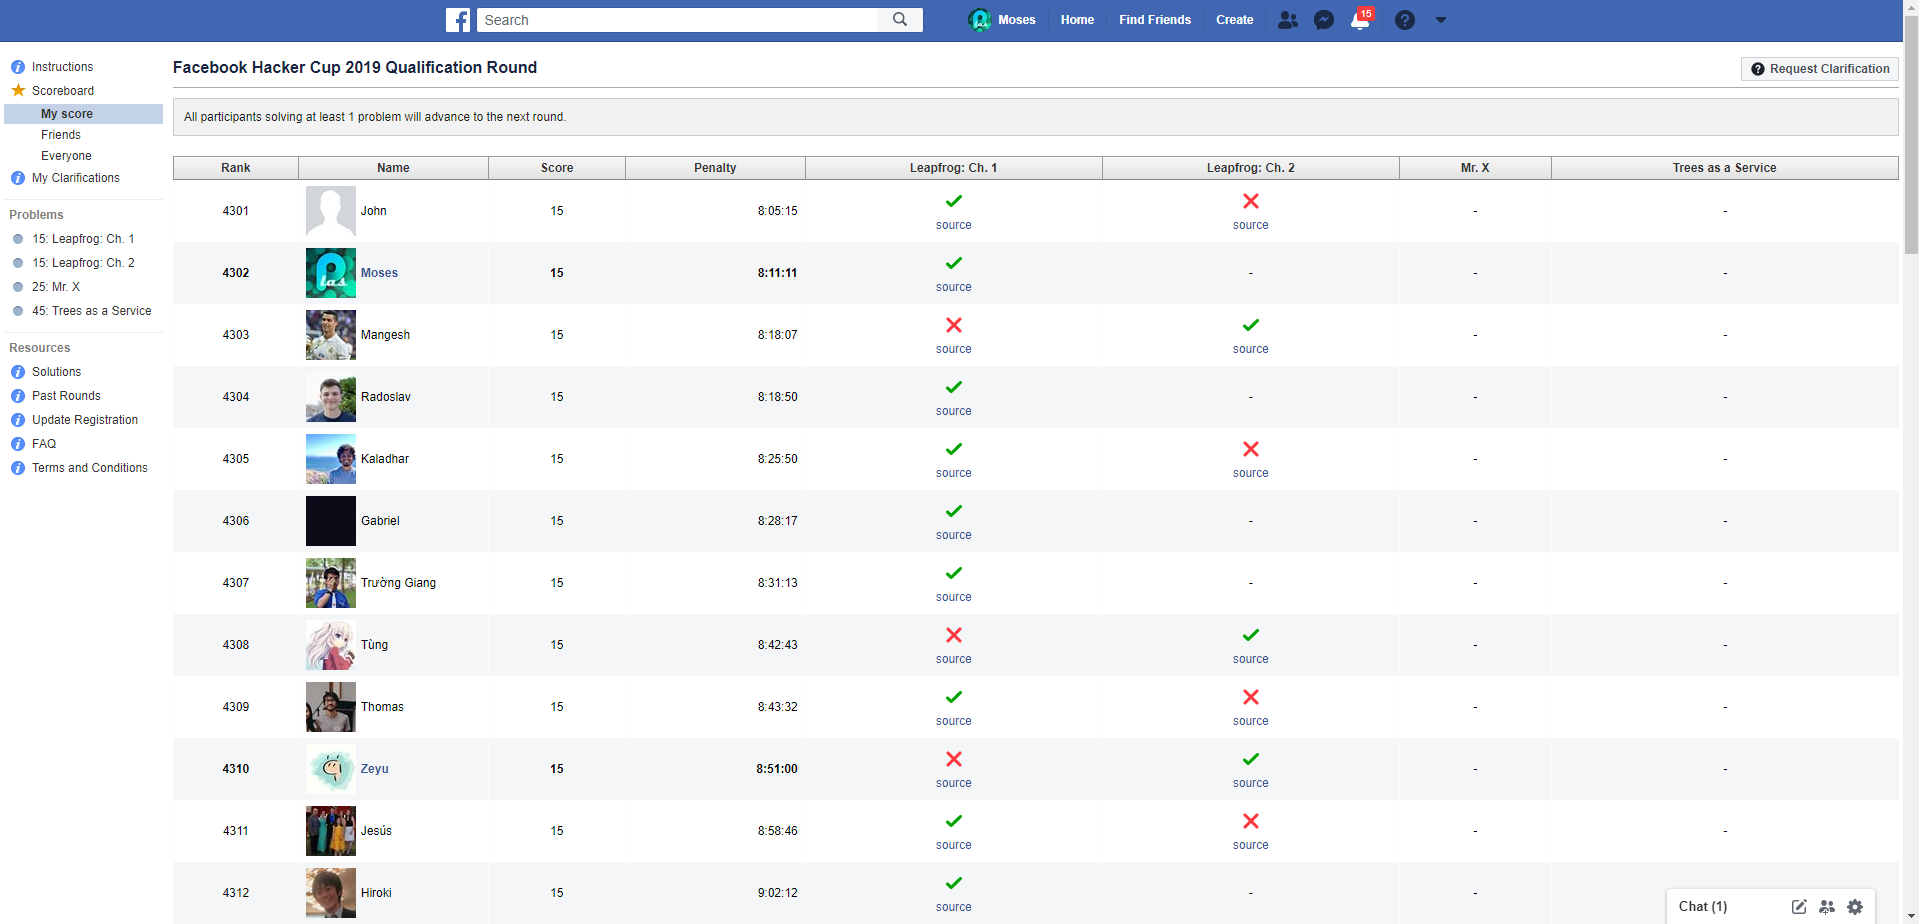 Search
Moses Home Find Friends Create 15
Instructions
Scoreboard
My score
Friends
Everyone
My Clarifications
Problems
15: Leapfrog: Ch. 1
15: Leapfrog: Ch. 2
25: Mr. X
45: Trees as a Service
Resources
Solutions
Past Rounds
Update Registration
FAQ
Terms and Conditions
Facebook Hacker Cup 2019 Qualification Round
Request Clarification
All participants solving at least 1 problem will advance to the next round.
Rank Name Score Penalty Leapfrog: Ch. 1 Leapfrog: Ch. 2 Mr. X Trees as a Service
4301 John 15 8:05:15 source source - -
4302 Moses 15 8:11:11 source - - -
4303 Mangesh 15 8:18:07 source source - -
4304 Radoslav 15 8:18:50 source - - -
4305 Kaladhar 15 8:25:50 source source - -
4306 Gabriel 15 8:28:17 source - - -
4307 Trường Giang 15 8:31:13 source - - -
4308 Tùng 15 8:42:43 source source - -
4309 Thomas 15 8:43:32 source source - -
4310 Zeyu 15 8:51:00 source source - -
4311 Jesús 15 8:58:46 source source - -
4312 Hiroki 15 9:02:12 source - - -
Chat (1)